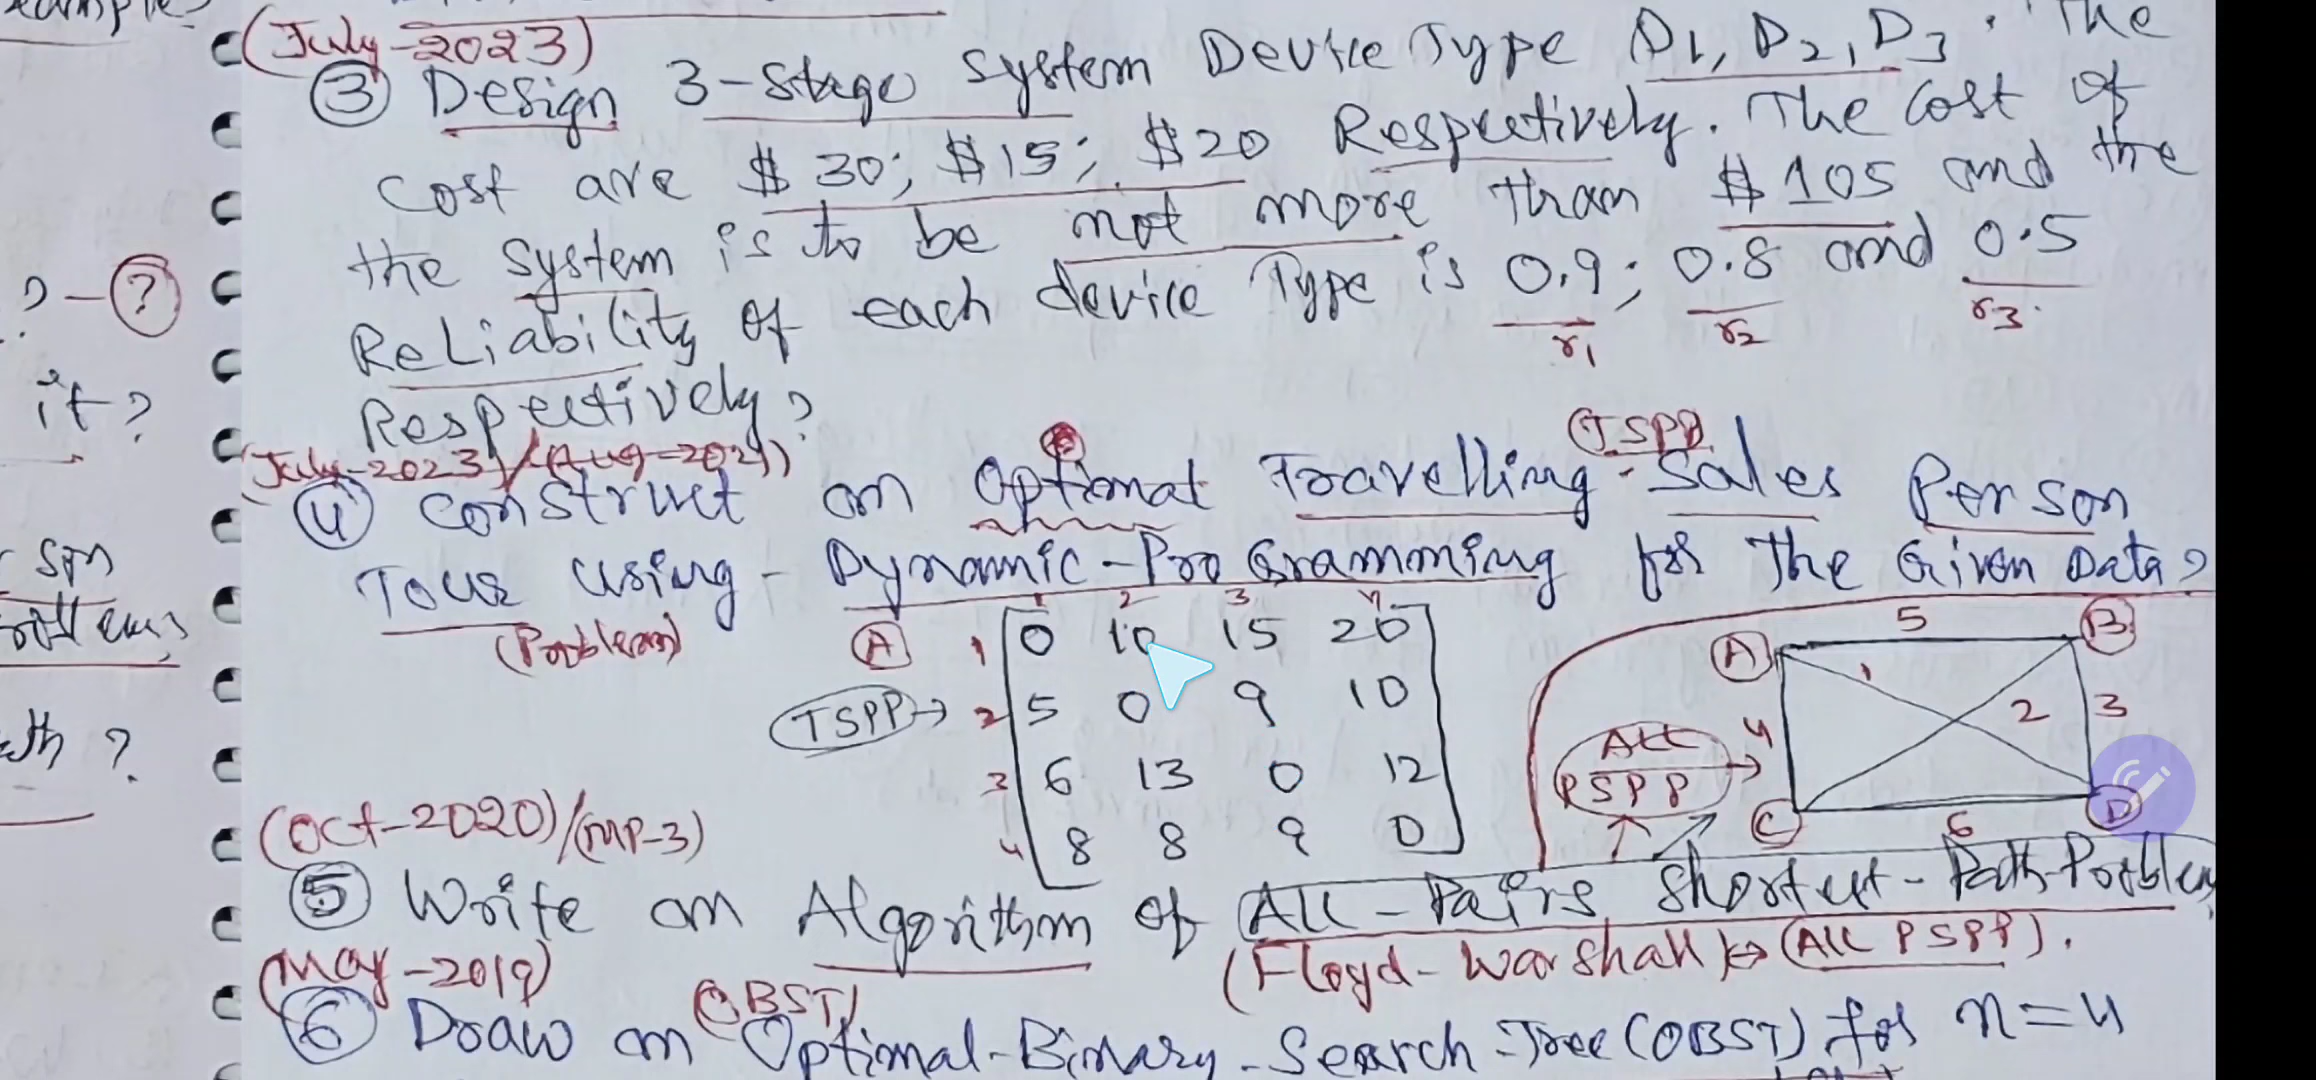 (July-2023)
③ Design 3-stage system Device Type D1, D2, D3. The
cost are $ 30; $15; $20 Respectively. The cost of
the system is to be not more than $ 105 and the
ReLiability of each device Type is 0.9; 0.8 and 0.5
r1 r2 r3
Respectively?
(TSPP)
(July-2023)/(Aug-2021)
④ construct an optimal Travelling Sales Person
Tour using - Dynamic-ProGramming for The Given Data?
(Problem)
1 2 3 4
A 1 0 10 15 20
TSPP→ 2 5 0 9 10
3 6 13 0 12
4 8 8 9 0
A 5 B
1
4 2 3
C 6 D
ALL
PSPP →
(Oct-2020)/(MP-3)
⑤ Write an Algorithm of ALL-Pairs Shortest-Path-Problem
(Floyd-Warshall)↔(ALL PSPP).
(May-2019)
(OBST)
⑥ Draw an Optimal-Binary-Search-Tree(OBST) for n=4
?-?
it?